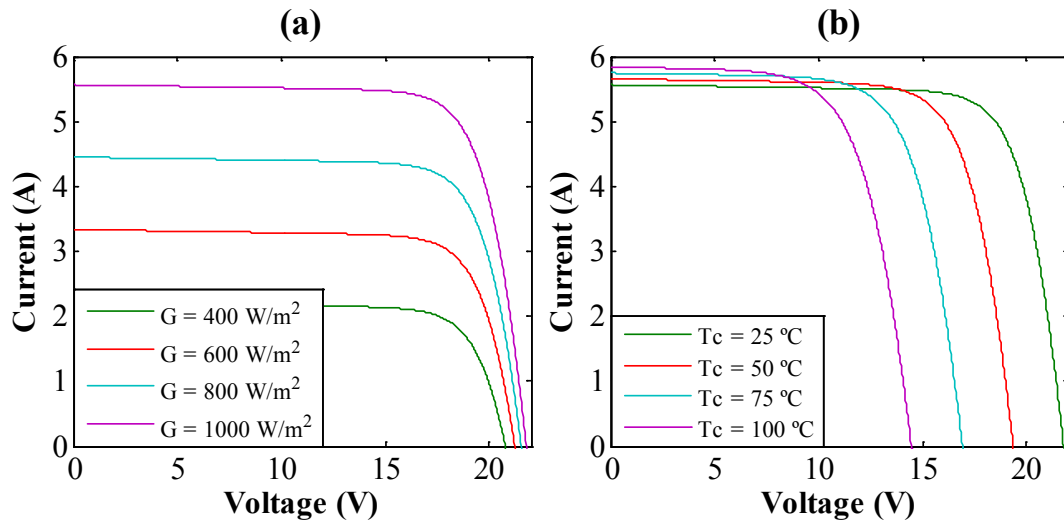 (a)
6
5
4
3
2
1
0
Current (A)
G = 400 W/m²
G = 600 W/m²
G = 800 W/m²
G = 1000 W/m²
0 5 10 15 20
Voltage (V)
(b)
6
5
4
3
2
1
0
Current (A)
Tc = 25 ºC
Tc = 50 ºC
Tc = 75 ºC
Tc = 100 ºC
0 5 10 15 20
Voltage (V)